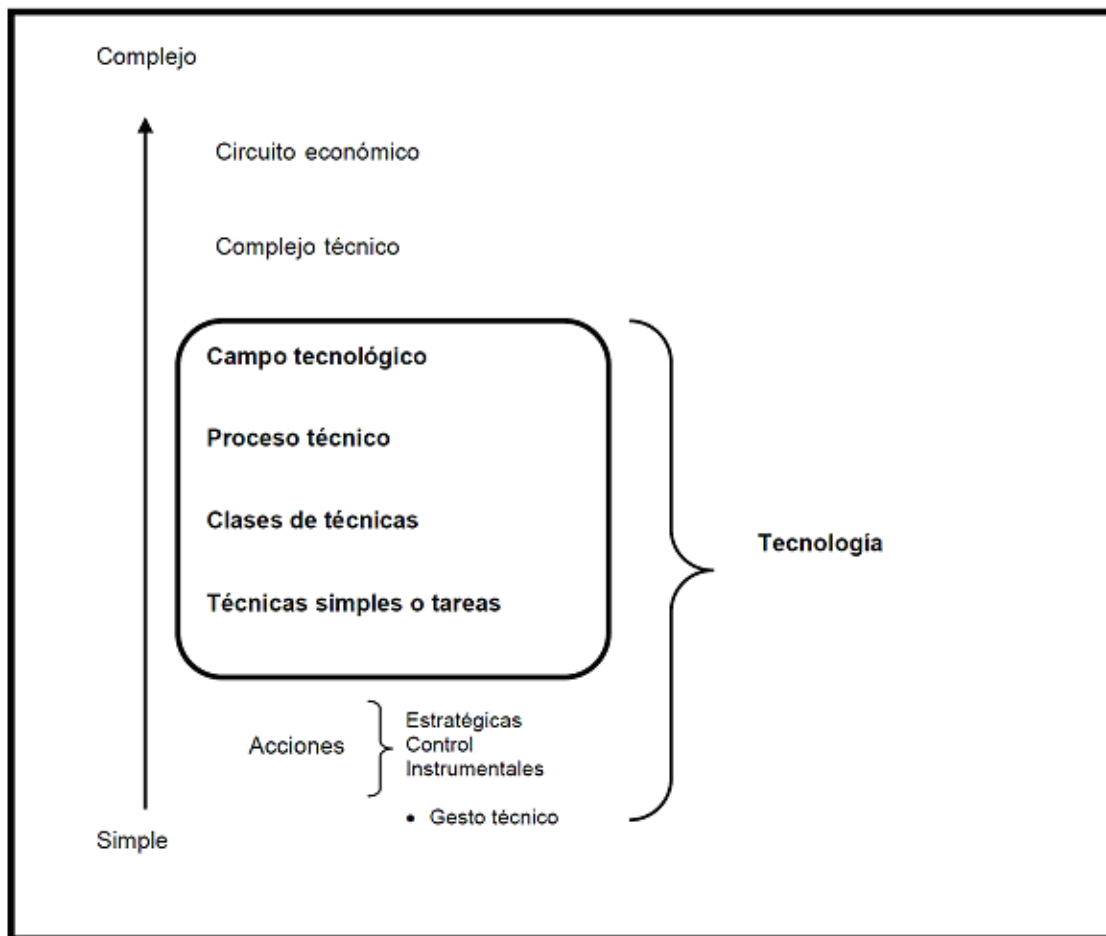 Complejo
Circuito económico
Complejo técnico
Campo tecnológico
Proceso técnico
Clases de técnicas
Tecnología
Técnicas simples o tareas
Estratégicas
Acciones
Control
Instrumentales
• Gesto técnico
Simple